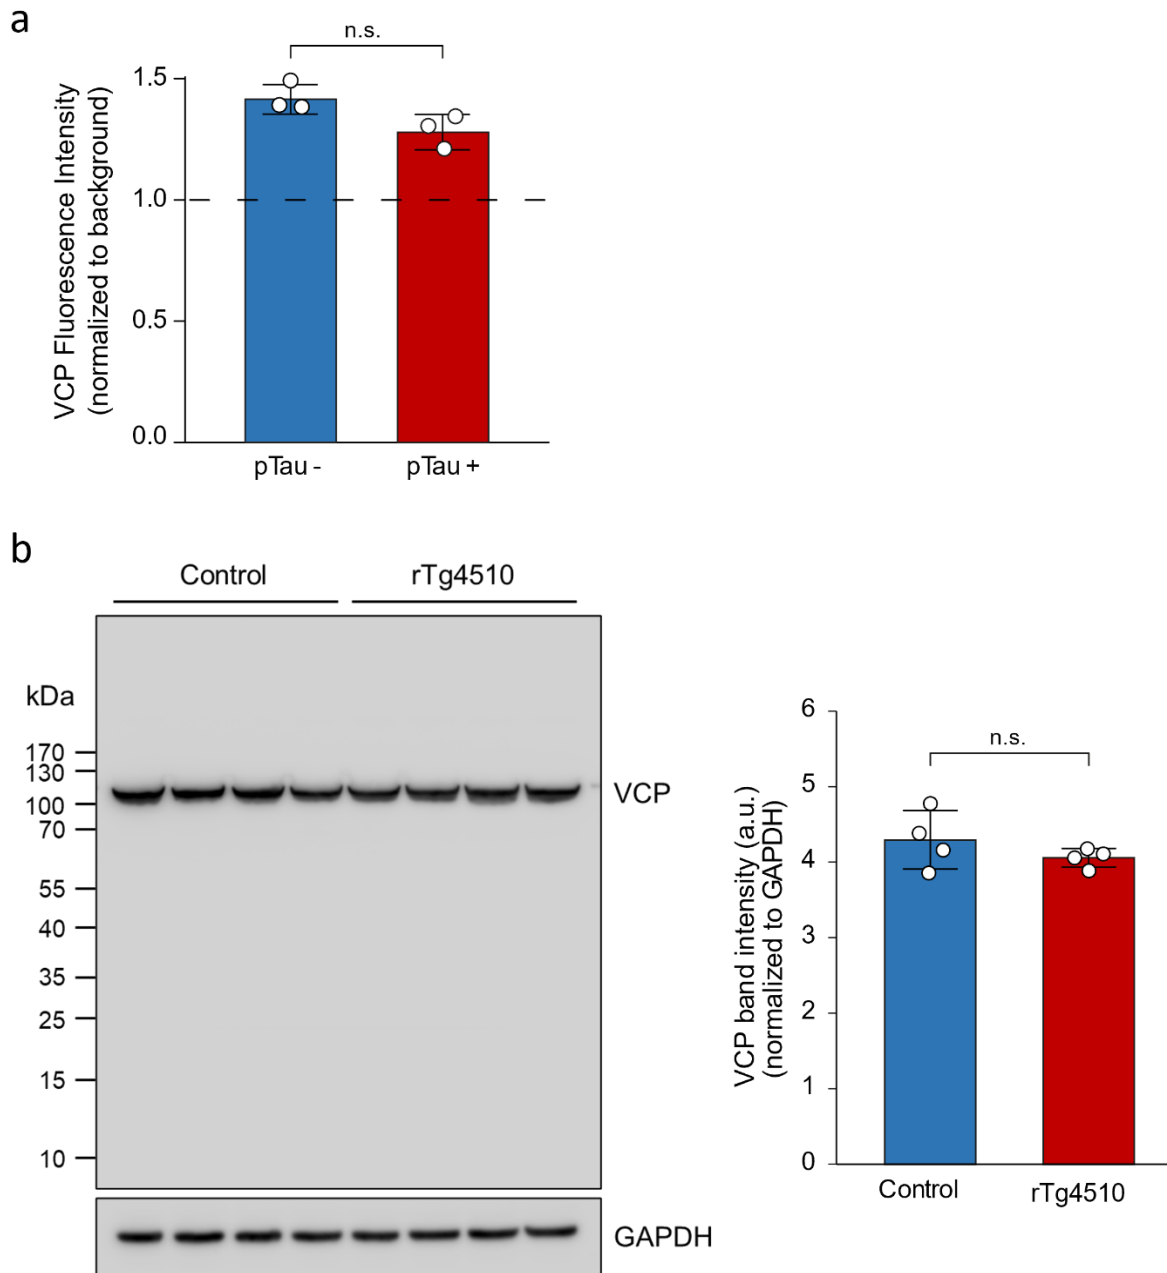 a
n.s.
VCP Fluorescence Intensity
(normalized to background)
1.5
1.0
0.5
0.0
pTau -
pTau +
b
Control
rTg4510
kDa
170
130
100
70
55
40
35
25
15
10
VCP
GAPDH
n.s.
VCP band intensity (a.u.)
(normalized to GAPDH)
6
5
4
3
2
1
0
Control
rTg4510